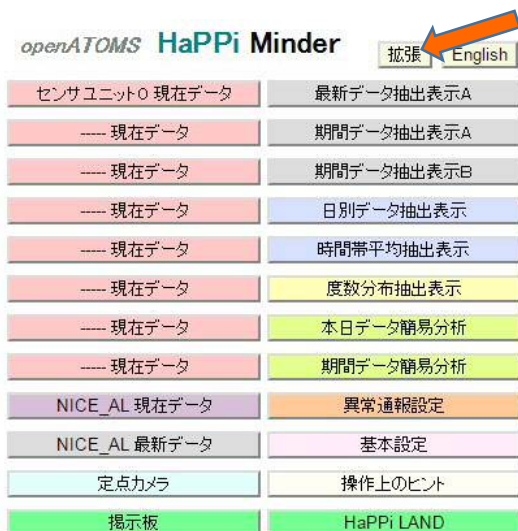 openATOMS HaPPi Minder
拡張 English
センサユニット0 現在データ 最新データ抽出表示A
----- 現在データ 期間データ抽出表示A
----- 現在データ 期間データ抽出表示B
----- 現在データ 日別データ抽出表示
----- 現在データ 時間帯平均抽出表示
----- 現在データ 度数分布抽出表示
----- 現在データ 本日データ簡易分析
----- 現在データ 期間データ簡易分析
NICE_AL 現在データ 異常通報設定
NICE_AL 最新データ 基本設定
定点カメラ 操作上のヒント
掲示板 HaPPi LAND